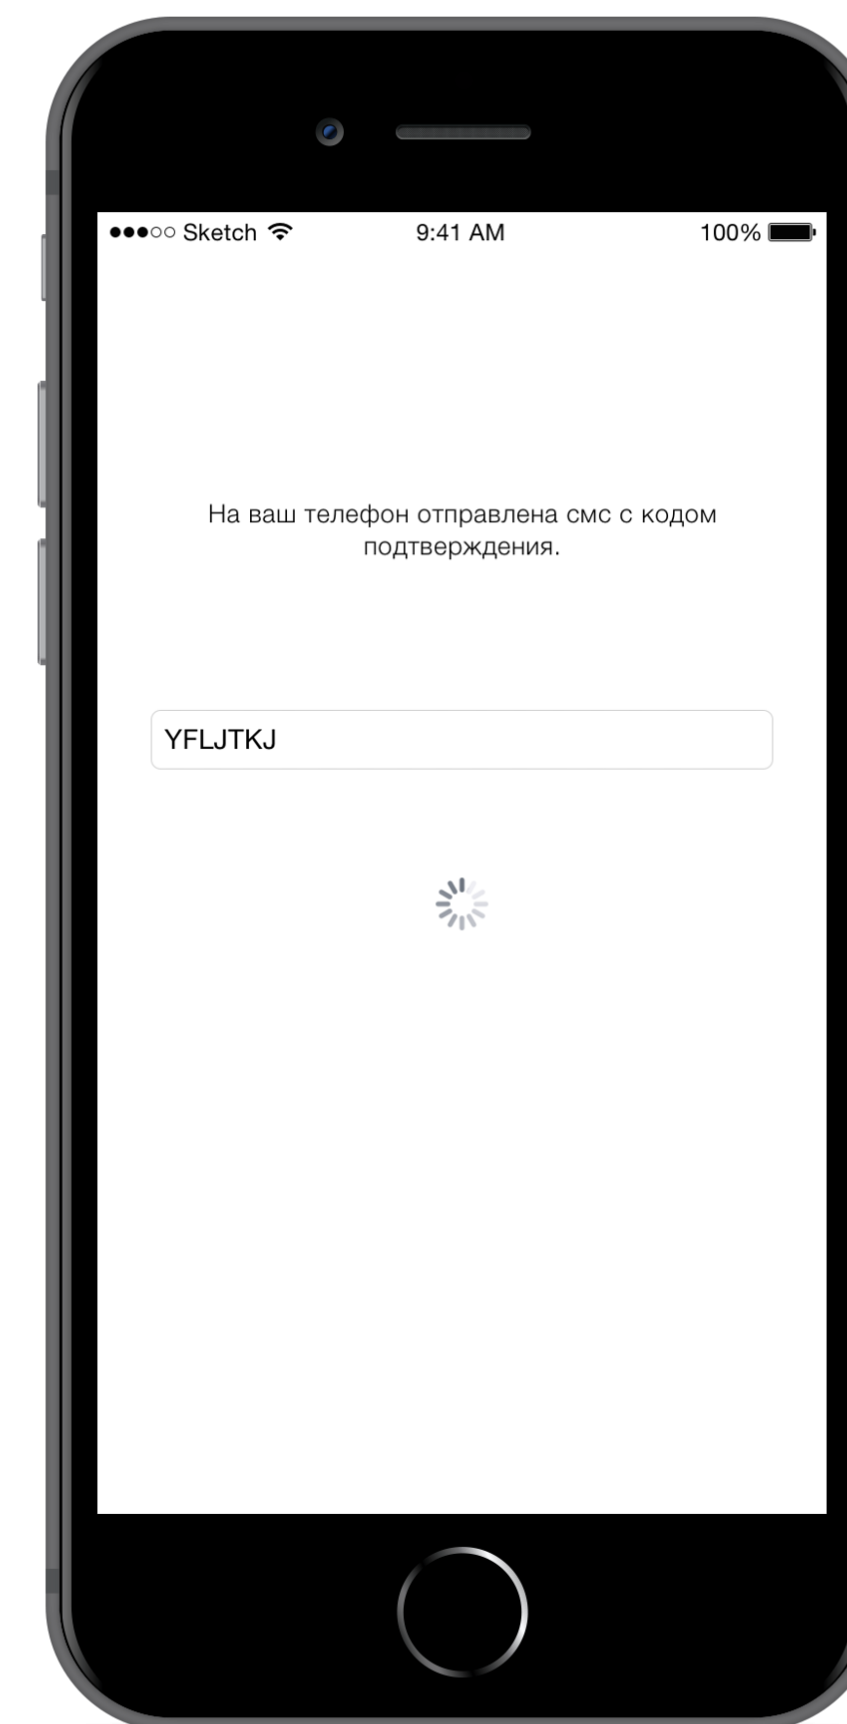 ●●●○○ Sketch 9:41 AM 100%
На ваш телефон отправлена смс с кодом
подтверждения.
YFLJTKJ